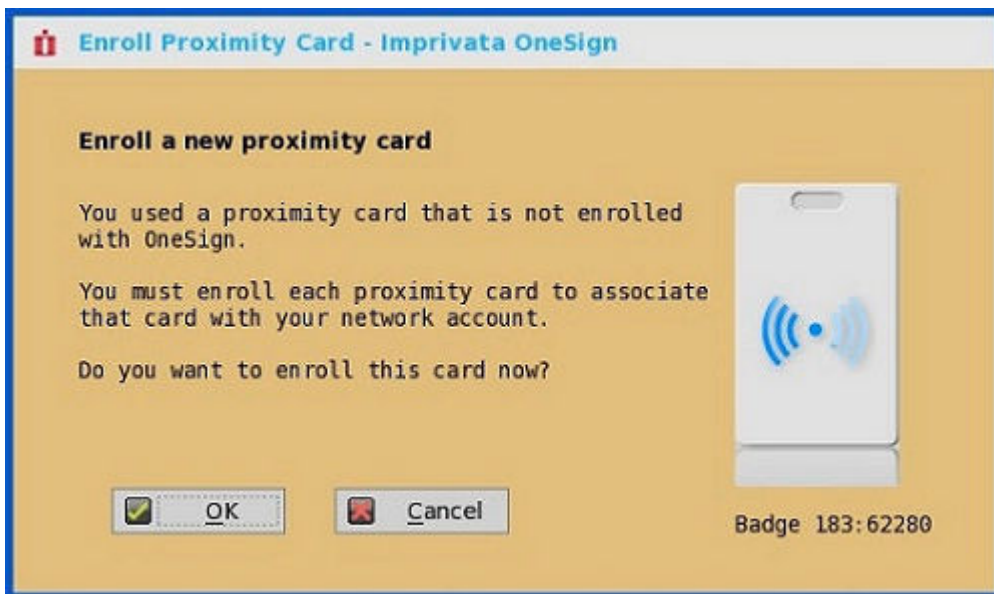 Enroll Proximity Card - Imprivata OneSign
Enroll a new proximity card
You used a proximity card that is not enrolled
with OneSign.
You must enroll each proximity card to associate
that card with your network account.
Do you want to enroll this card now?
OK
Cancel
Badge 183:62280